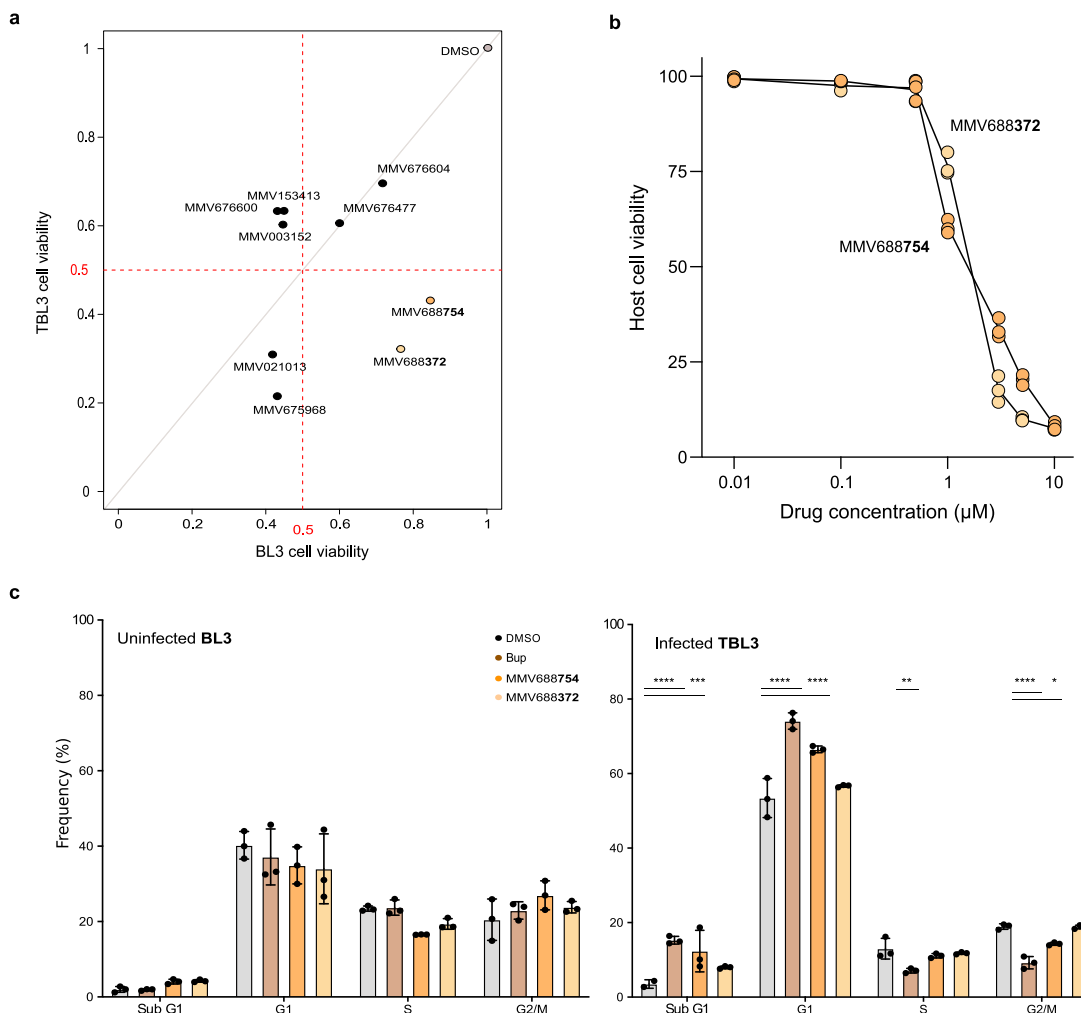 a
DMSO
MMV676604
MMV153413
MMV676600
MMV676477
MMV003152
MMV688754
MMV688372
MMV021013
MMV675968
TBL3 cell viability
1
0.8
0.6
0.5
0.4
0.2
0
0
0.2
0.4
0.5
0.6
0.8
1
BL3 cell viability
b
MMV688372
MMV688754
Host cell viability
100
75
50
25
0
0.01
0.1
1
10
Drug concentration (µM)
c
Uninfected BL3
DMSO
Bup
MMV688754
MMV688372
Frequency (%)
100
80
60
40
20
0
Sub G1
G1
S
G2/M
Infected TBL3
**** ***
**** ****
**
**** *
100
80
60
40
20
0
Sub G1
G1
S
G2/M